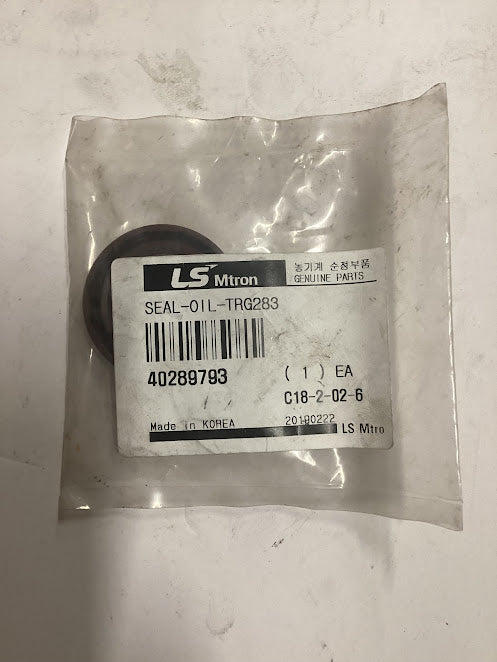 LS Mtron
농기계 순정부품
GENUINE PARTS
SEAL-OIL-TRG283
40289793
( 1 ) EA
C18-2-02-6
Made in KOREA
20180222
LS Mtro